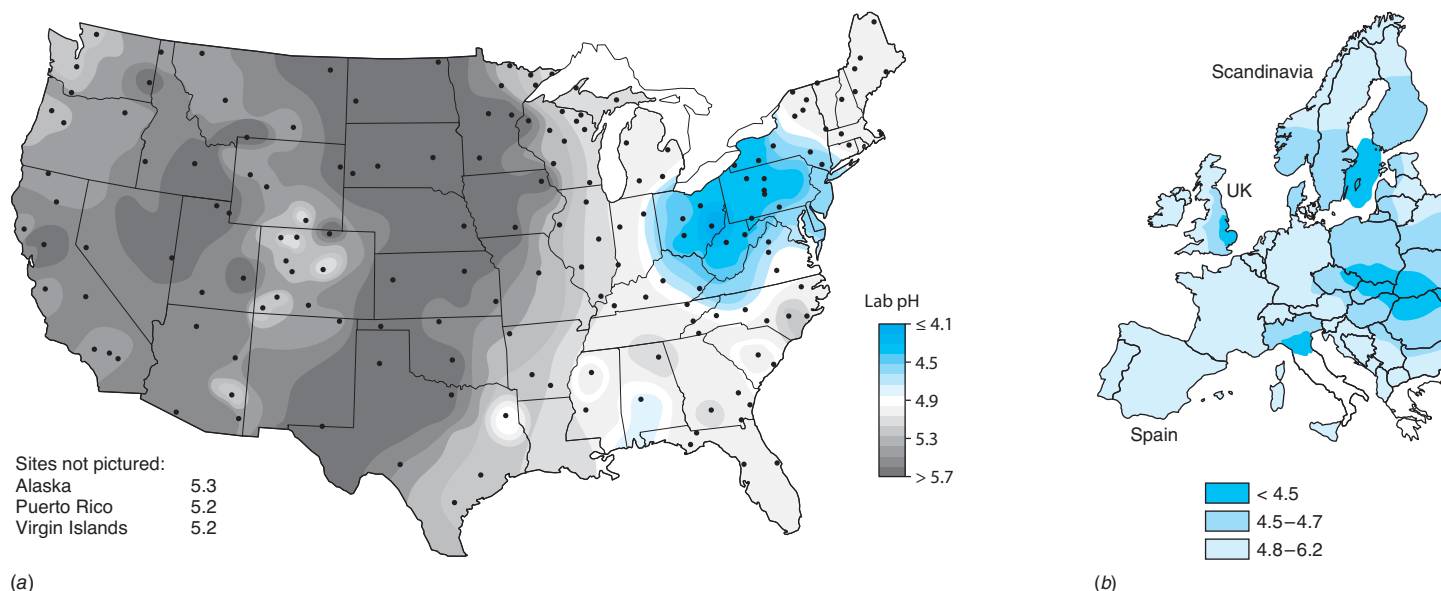 Lab pH
≤ 4.1
4.5
4.9
5.3
> 5.7
Sites not pictured:
Alaska 5.3
Puerto Rico 5.2
Virgin Islands 5.2
(a)
Scandinavia
UK
Spain
< 4.5
4.5–4.7
4.8–6.2
(b)